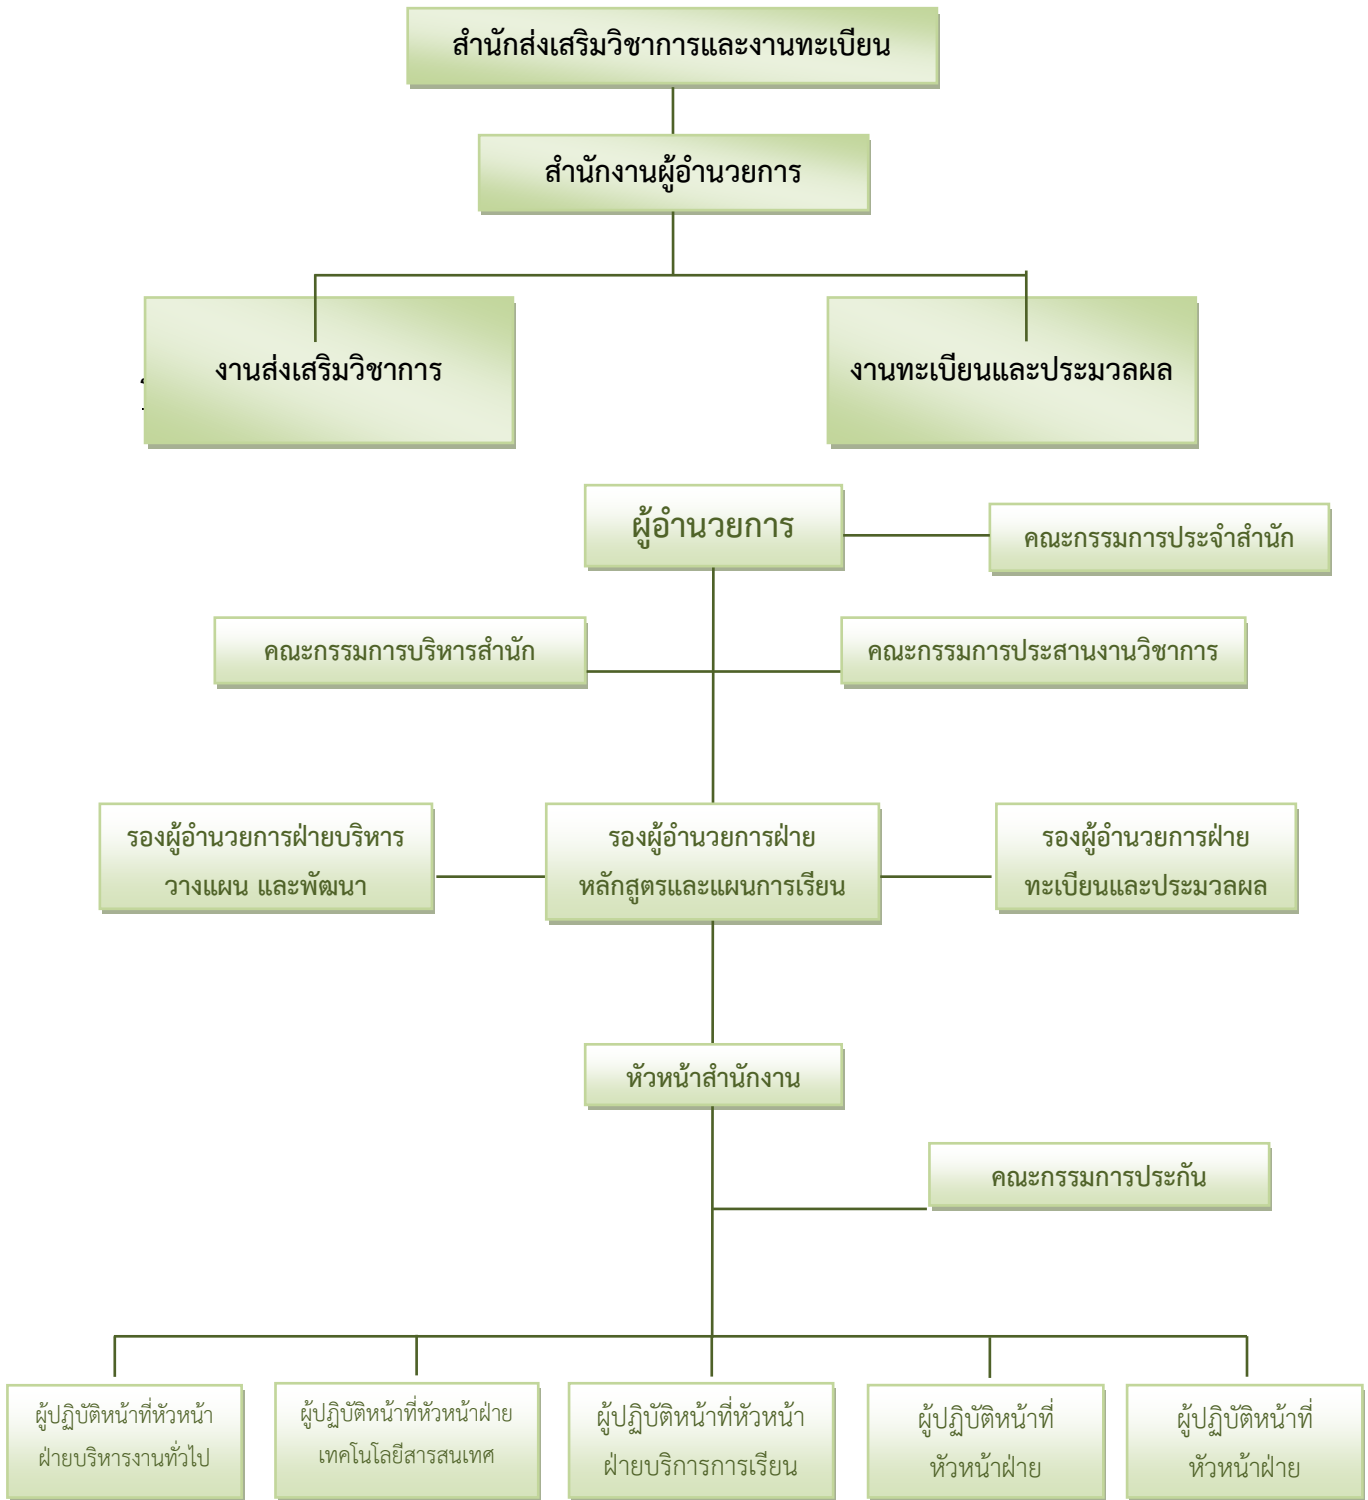 สำนักส่งเสริมวิชาการและงานทะเบียน
สำนักงานผู้อำนวยการ
งานส่งเสริมวิชาการ
งานทะเบียนและประมวลผล
ผู้อำนวยการ
คณะกรรมการประจำสำนัก
คณะกรรมการบริหารสำนัก
คณะกรรมการประสานงานวิชาการ
รองผู้อำนวยการฝ่ายบริหาร
วางแผน และพัฒนา
รองผู้อำนวยการฝ่าย
หลักสูตรและแผนการเรียน
รองผู้อำนวยการฝ่าย
ทะเบียนและประมวลผล
หัวหน้าสำนักงาน
คณะกรรมการประกัน
ผู้ปฏิบัติหน้าที่หัวหน้า
ฝ่ายบริหารงานทั่วไป
ผู้ปฏิบัติหน้าที่หัวหน้าฝ่าย
เทคโนโลยีสารสนเทศ
ผู้ปฏิบัติหน้าที่หัวหน้า
ฝ่ายบริการการเรียน
ผู้ปฏิบัติหน้าที่
หัวหน้าฝ่าย
ผู้ปฏิบัติหน้าที่
หัวหน้าฝ่าย